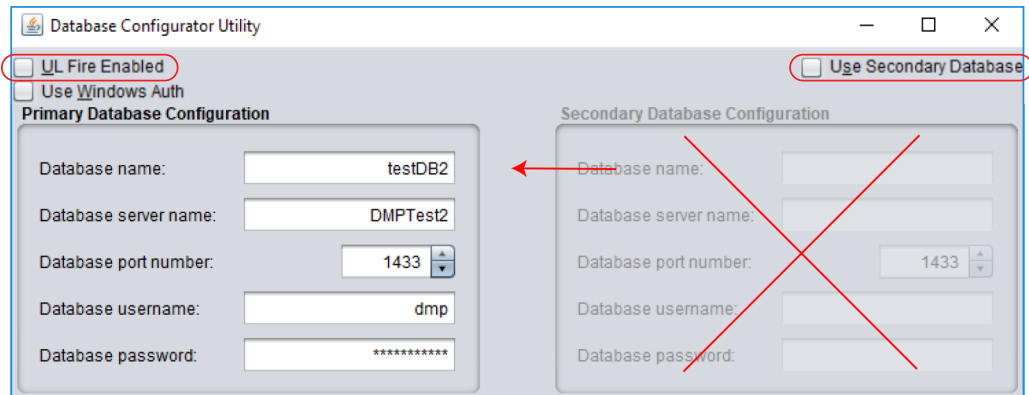 Database Configurator Utility
UL Fire Enabled
Use Secondary Database
Use Windows Auth
Primary Database Configuration
Database name: testDB2
Database server name: DMPTest2
Database port number: 1433
Database username: dmp
Database password: ***********
Secondary Database Configuration
Database name:
Database server name:
Database port number: 1433
Database username:
Database password: